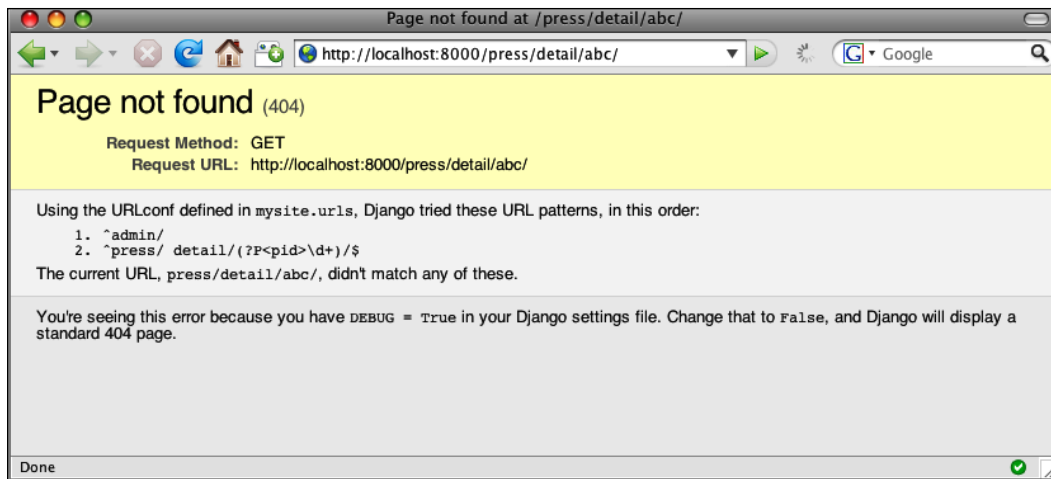 Page not found at /press/detail/abc/
http://localhost:8000/press/detail/abc/
G Google
Page not found (404)
Request Method: GET
Request URL: http://localhost:8000/press/detail/abc/
Using the URLconf defined in mysite.urls, Django tried these URL patterns, in this order:
1. ^admin/
2. ^press/ detail/(?P<pid>\d+)/$
The current URL, press/detail/abc/, didn't match any of these.
You're seeing this error because you have DEBUG = True in your Django settings file. Change that to False, and Django will display a
standard 404 page.
Done